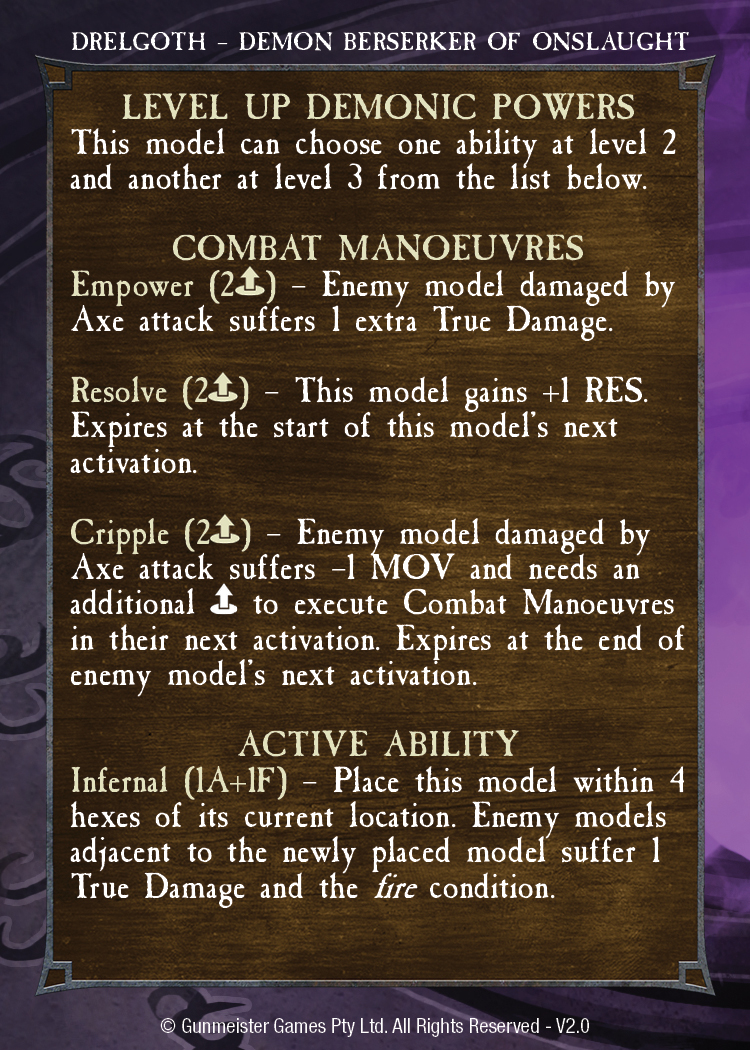 DRELGOTH – DEMON BERSERKER OF ONSLAUGHT
LEVEL UP DEMONIC POWERS
This model can choose one ability at level 2
and another at level 3 from the list below.
COMBAT MANOEUVRES
Empower (2) – Enemy model damaged by
Axe attack suffers 1 extra True Damage.
Resolve (2) – This model gains +1 RES.
Expires at the start of this model's next
activation.
Cripple (2) – Enemy model damaged by
Axe attack suffers –1 MOV and needs an
additional to execute Combat Manoeuvres
in their next activation. Expires at the end of
enemy model's next activation.
ACTIVE ABILITY
Infernal (1A+1F) – Place this model within 4
hexes of its current location. Enemy models
adjacent to the newly placed model suffer 1
True Damage and the fire condition.
© Gunmeister Games Pty Ltd. All Rights Reserved - V2.0